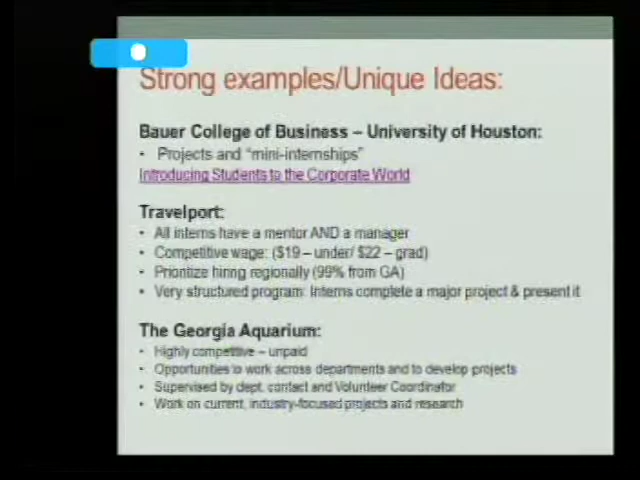 Strong examples/Unique Ideas:
Bauer College of Business – University of Houston:
• Projects and “mini-internships”
Introducing Students to the Corporate World
Travelport:
• All interns have a mentor AND a manager
• Competitive wage: ($19 – under/ $22 – grad)
• Prioritize hiring regionally (99% from GA)
• Very structured program: Interns complete a major project & present it
The Georgia Aquarium:
• Highly competitive – unpaid
• Opportunities to work across departments and to develop projects
• Supervised by dept. contact and Volunteer Coordinator
• Work on current, industry-focused projects and research